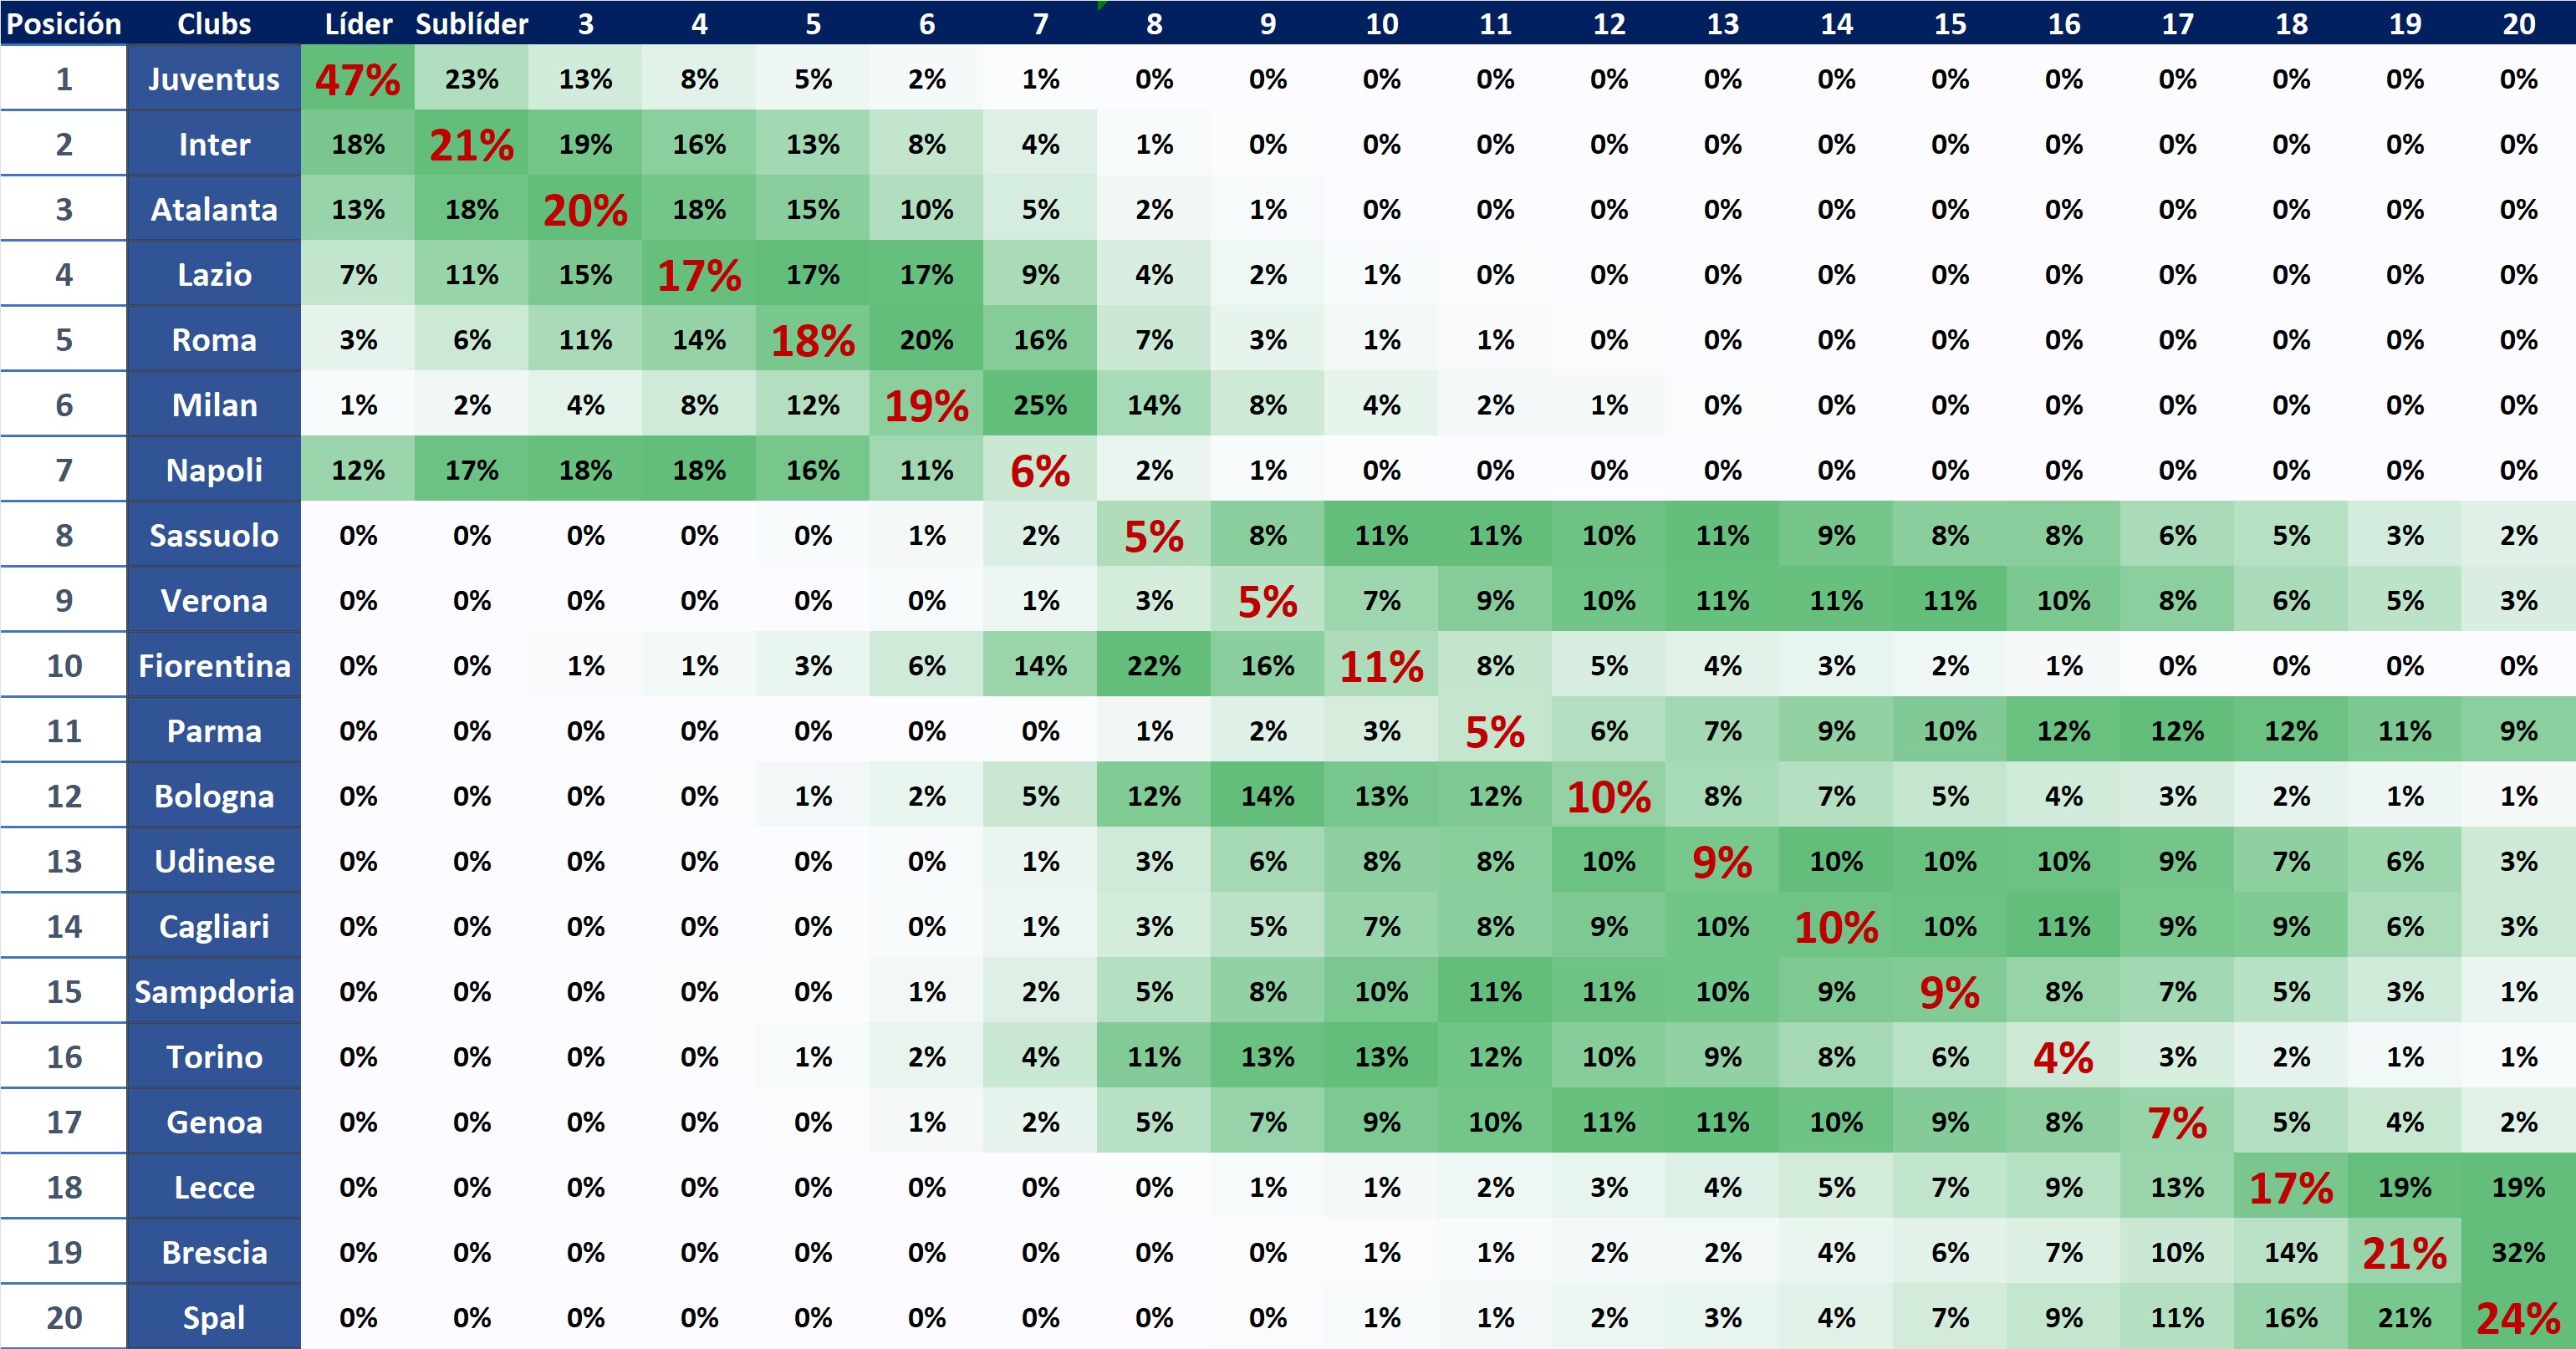 Posición Clubs Líder Sublíder 3 4 5 6 7 8 9 10 11 12 13 14 15 16 17 18 19 20
1 Juventus 47% 23% 13% 8% 5% 2% 1% 0% 0% 0% 0% 0% 0% 0% 0% 0% 0% 0% 0% 0%
2 Inter 18% 21% 19% 16% 13% 8% 4% 1% 0% 0% 0% 0% 0% 0% 0% 0% 0% 0% 0% 0%
3 Atalanta 13% 18% 20% 18% 15% 10% 5% 2% 1% 0% 0% 0% 0% 0% 0% 0% 0% 0% 0% 0%
4 Lazio 7% 11% 15% 17% 17% 17% 9% 4% 2% 1% 0% 0% 0% 0% 0% 0% 0% 0% 0% 0%
5 Roma 3% 6% 11% 14% 18% 20% 16% 7% 3% 1% 1% 0% 0% 0% 0% 0% 0% 0% 0% 0%
6 Milan 1% 2% 4% 8% 12% 19% 25% 14% 8% 4% 2% 1% 0% 0% 0% 0% 0% 0% 0% 0%
7 Napoli 12% 17% 18% 18% 16% 11% 6% 2% 1% 0% 0% 0% 0% 0% 0% 0% 0% 0% 0% 0%
8 Sassuolo 0% 0% 0% 0% 0% 1% 2% 5% 8% 11% 11% 10% 11% 9% 8% 8% 6% 5% 3% 2%
9 Verona 0% 0% 0% 0% 0% 0% 1% 3% 5% 7% 9% 10% 11% 11% 11% 10% 8% 6% 5% 3%
10 Fiorentina 0% 0% 1% 1% 3% 6% 14% 22% 16% 11% 8% 5% 4% 3% 2% 1% 0% 0% 0% 0%
11 Parma 0% 0% 0% 0% 0% 0% 0% 1% 2% 3% 5% 6% 7% 9% 10% 12% 12% 12% 11% 9%
12 Bologna 0% 0% 0% 0% 1% 2% 5% 12% 14% 13% 12% 10% 8% 7% 5% 4% 3% 2% 1% 1%
13 Udinese 0% 0% 0% 0% 0% 0% 1% 3% 6% 8% 8% 10% 9% 10% 10% 10% 9% 7% 6% 3%
14 Cagliari 0% 0% 0% 0% 0% 0% 1% 3% 5% 7% 8% 9% 10% 10% 10% 11% 9% 9% 6% 3%
15 Sampdoria 0% 0% 0% 0% 0% 1% 2% 5% 8% 10% 11% 11% 10% 9% 9% 8% 7% 5% 3% 1%
16 Torino 0% 0% 0% 0% 1% 2% 4% 11% 13% 13% 12% 10% 9% 8% 6% 4% 3% 2% 1% 1%
17 Genoa 0% 0% 0% 0% 0% 1% 2% 5% 7% 9% 10% 11% 11% 10% 9% 8% 7% 5% 4% 2%
18 Lecce 0% 0% 0% 0% 0% 0% 0% 0% 1% 1% 2% 3% 4% 5% 7% 9% 13% 17% 19% 19%
19 Brescia 0% 0% 0% 0% 0% 0% 0% 0% 0% 1% 1% 2% 2% 4% 6% 7% 10% 14% 21% 32%
20 Spal 0% 0% 0% 0% 0% 0% 0% 0% 0% 1% 1% 2% 3% 4% 7% 9% 11% 16% 21% 24%